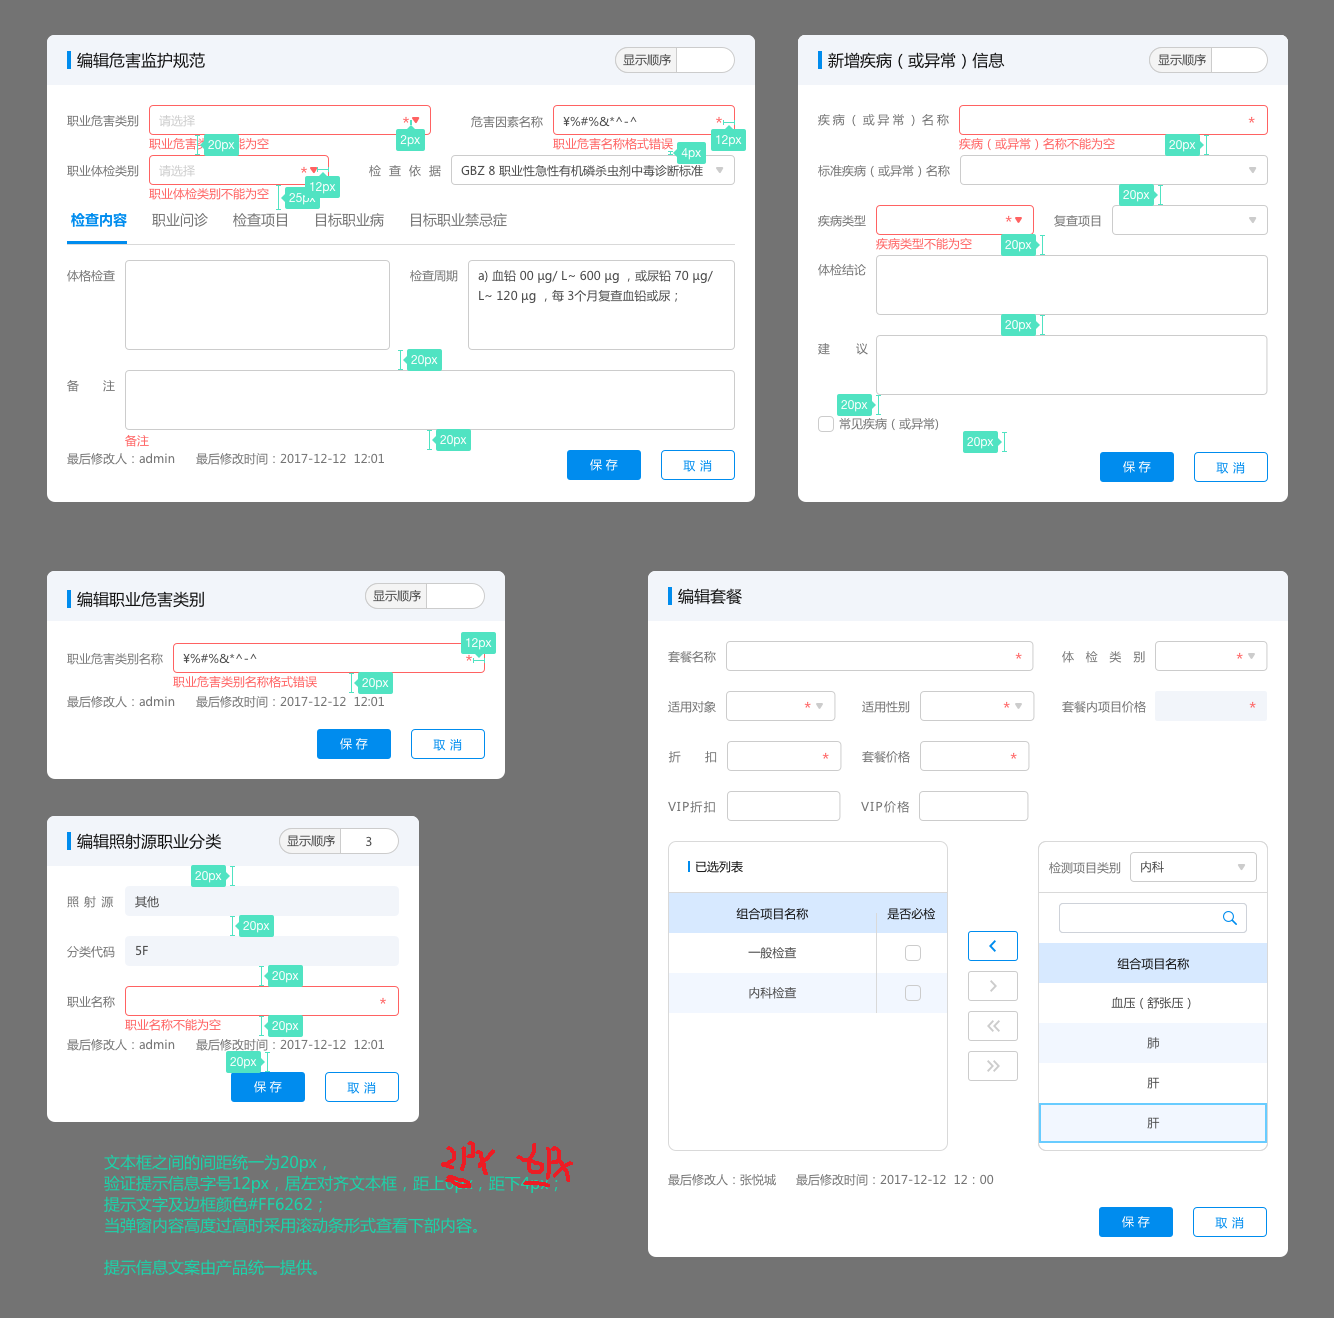 编辑危害监护规范
显示顺序
职业危害类别 请选择 *
2px
危害因素名称 ¥%#%&*^-^ *
12px
20px
职业危害名称格式错误
4px
职业体检类别 请选择 *
12px
检查依据 GBZ 8 职业性急性有机磷杀虫剂中毒诊断标准
职业体检类别不能为空
25px
检查内容 职业问诊 检查项目 目标职业病 目标职业禁忌症
体格检查
检查周期 a) 血铅 00 μg/ L~ 600 μg ，或尿铅 70 μg/
L~ 120 μg ，每 3个月复查血铅或尿；
20px
备注
备注
20px
最后修改人：admin 最后修改时间：2017-12-12 12:01
保存 取消
新增疾病（或异常）信息
显示顺序
疾病（或异常）名称 *
疾病（或异常）名称不能为空
20px
标准疾病（或异常）名称
20px
疾病类型 * 复查项目
疾病类型不能为空
20px
体检结论
20px
建议
20px
常见疾病（或异常)
20px
保存 取消
编辑职业危害类别
显示顺序
12px
职业危害类别名称 ¥%#%&*^-^ *
职业危害类别名称格式错误
20px
最后修改人：admin 最后修改时间：2017-12-12 12:01
保存 取消
编辑照射源职业分类
显示顺序 3
20px
照射源 其他
20px
分类代码 5F
20px
职业名称 *
职业名称不能为空
20px
最后修改人：admin 最后修改时间：2017-12-12 12:01
20px
保存 取消
编辑套餐
套餐名称 * 体检类别 *
适用对象 * 适用性别 * 套餐内项目价格 *
折扣 * 套餐价格 *
VIP折扣 VIP价格
已选列表
组合项目名称 是否必检
一般检查
内科检查
检测项目类别 内科
组合项目名称
血压（舒张压）
肺
肝
肝
最后修改人：张悦城 最后修改时间：2017-12-12 12：00
保存 取消
文本框之间的间距统一为20px，
验证提示信息字号12px，居左对齐文本框，距上 px，距下 px；
提示文字及边框颜色#FF6262；
当弹窗内容高度过高时采用滚动条形式查看下部内容。
提示信息文案由产品统一提供。